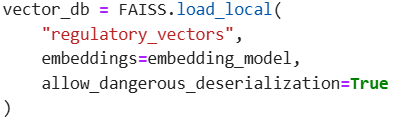 vector_db = FAISS.load_local(
    "regulatory_vectors",
    embeddings=embedding_model,
    allow_dangerous_deserialization=True
)